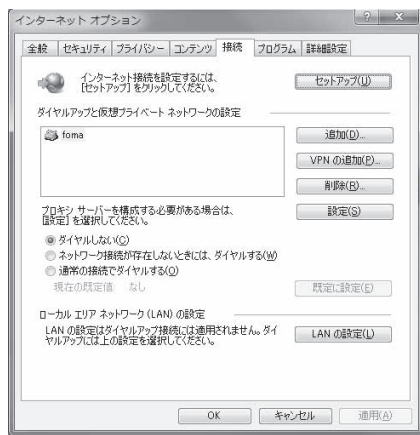 インターネット オプション
全般 セキュリティ プライバシー コンテンツ 接続 プログラム 詳細設定
インターネット接続を設定するには、
[セットアップ] をクリックしてください。
セットアップ(U)
ダイヤルアップと仮想プライベート ネットワークの設定
foma
追加(D)...
VPN の追加(P)...
削除(R)...
プロキシ サーバーを構成する必要がある場合は、
[設定] を選択してください。
設定(S)
ダイヤルしない(C)
ネットワーク接続が存在しないときには、ダイヤルする(W)
通常の接続でダイヤルする(O)
現在の既定値 なし
既定に設定(E)
ローカル エリア ネットワーク (LAN) の設定
LAN の設定はダイヤルアップ接続には適用されません。ダイ
ヤルアップには上の設定を選択してください。
LAN の設定(L)
OK キャンセル 適用(A)